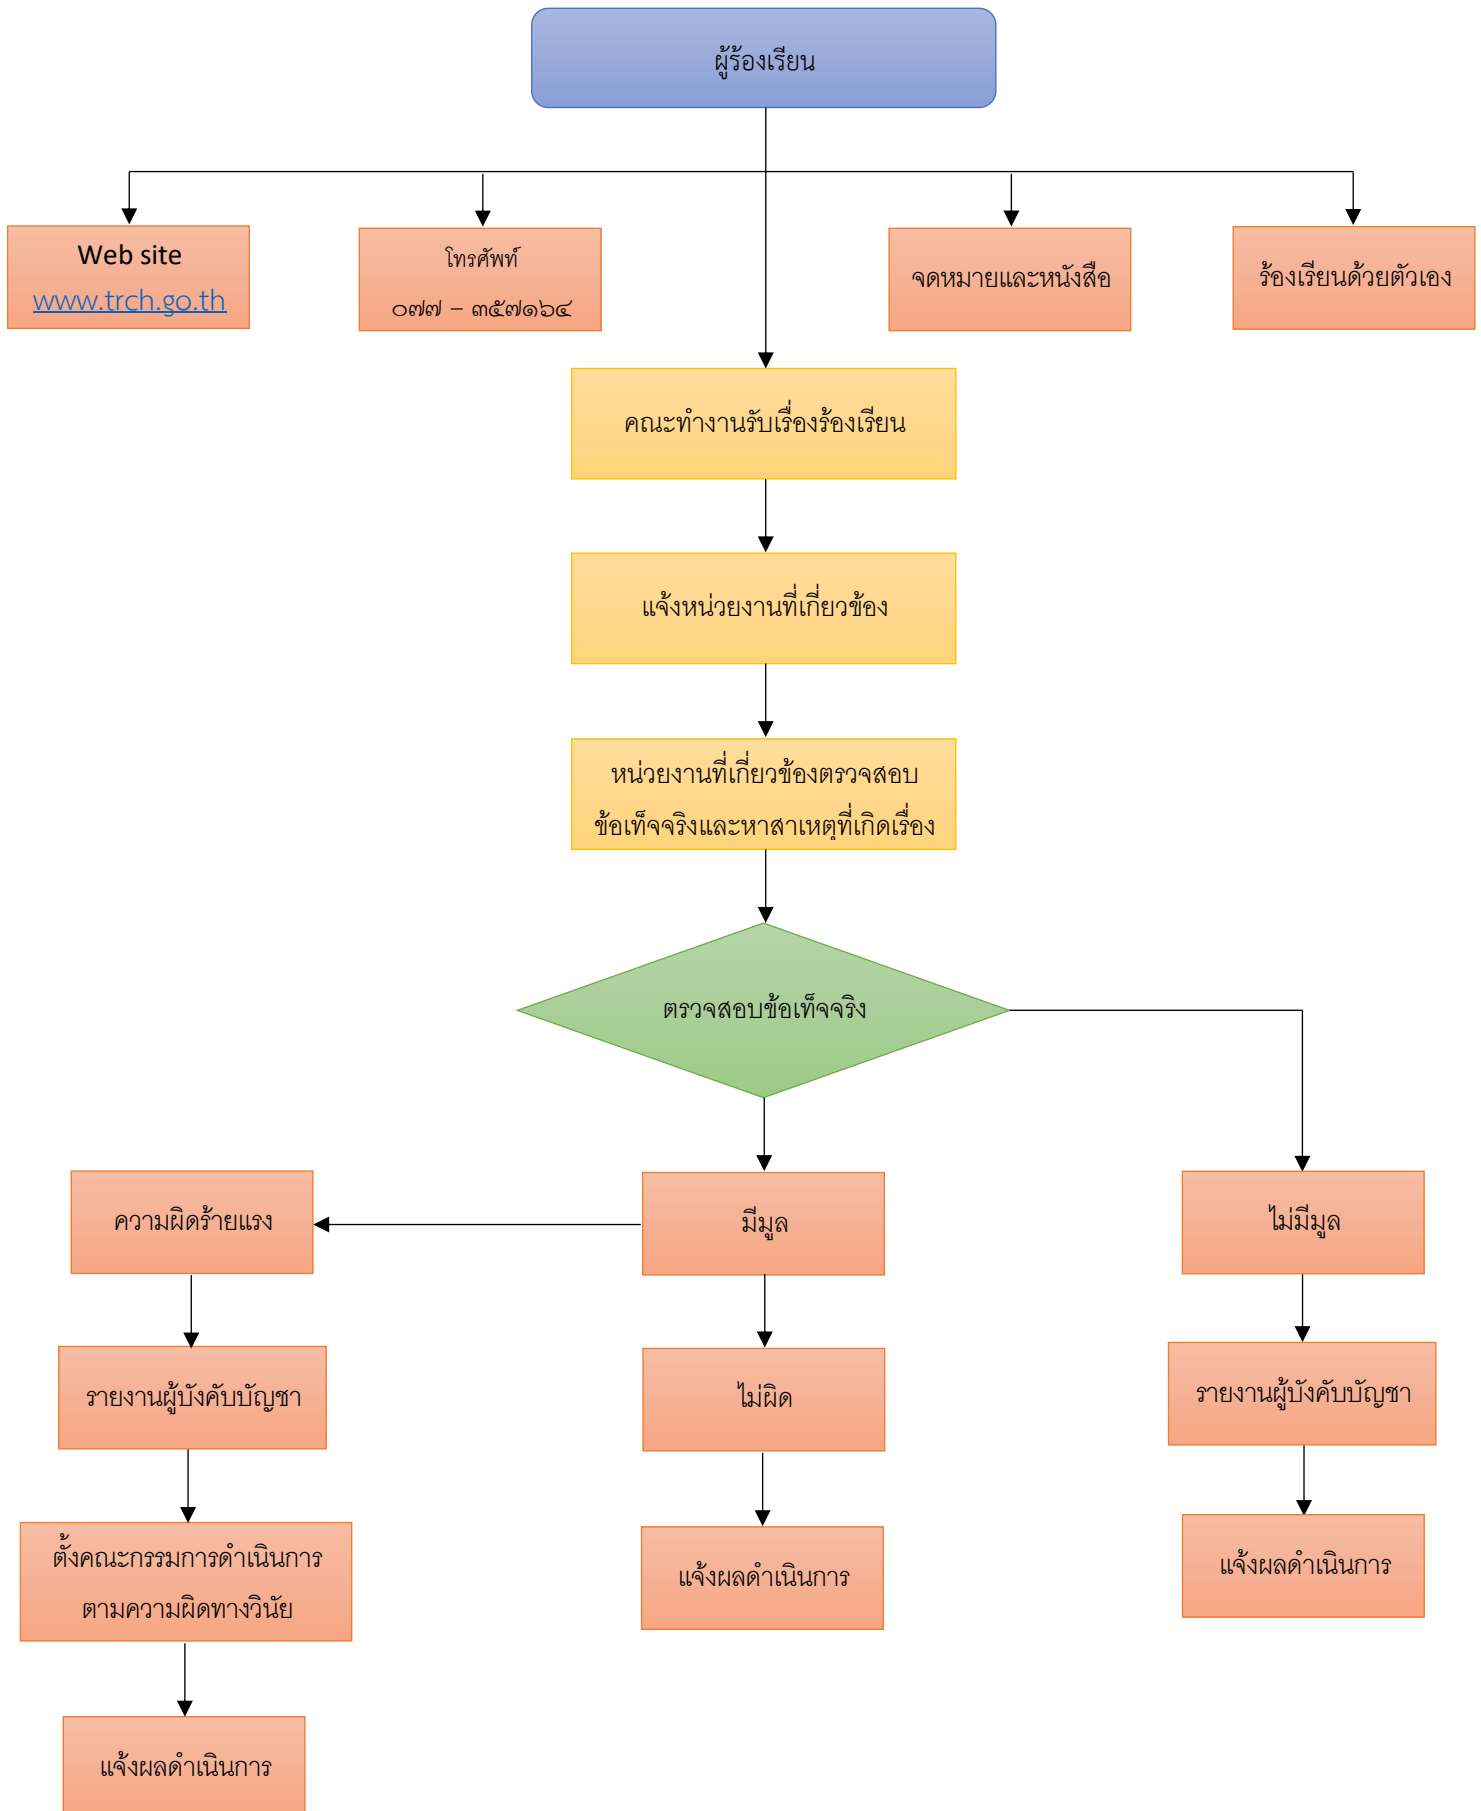 ผู้ร้องเรียน
Web site
www.trch.go.th
โทรศัพท์
๐๗๗ – ๓๕๗๑๖๔
จดหมายและหนังสือ
ร้องเรียนด้วยตัวเอง
คณะทำงานรับเรื่องร้องเรียน
แจ้งหน่วยงานที่เกี่ยวข้อง
หน่วยงานที่เกี่ยวข้องตรวจสอบ
ข้อเท็จจริงและหาสาเหตุที่เกิดเรื่อง
ตรวจสอบข้อเท็จจริง
ความผิดร้ายแรง
มีมูล
ไม่มีมูล
รายงานผู้บังคับบัญชา
ไม่ผิด
รายงานผู้บังคับบัญชา
ตั้งคณะกรรมการดำเนินการ
ตามความผิดทางวินัย
แจ้งผลดำเนินการ
แจ้งผลดำเนินการ
แจ้งผลดำเนินการ